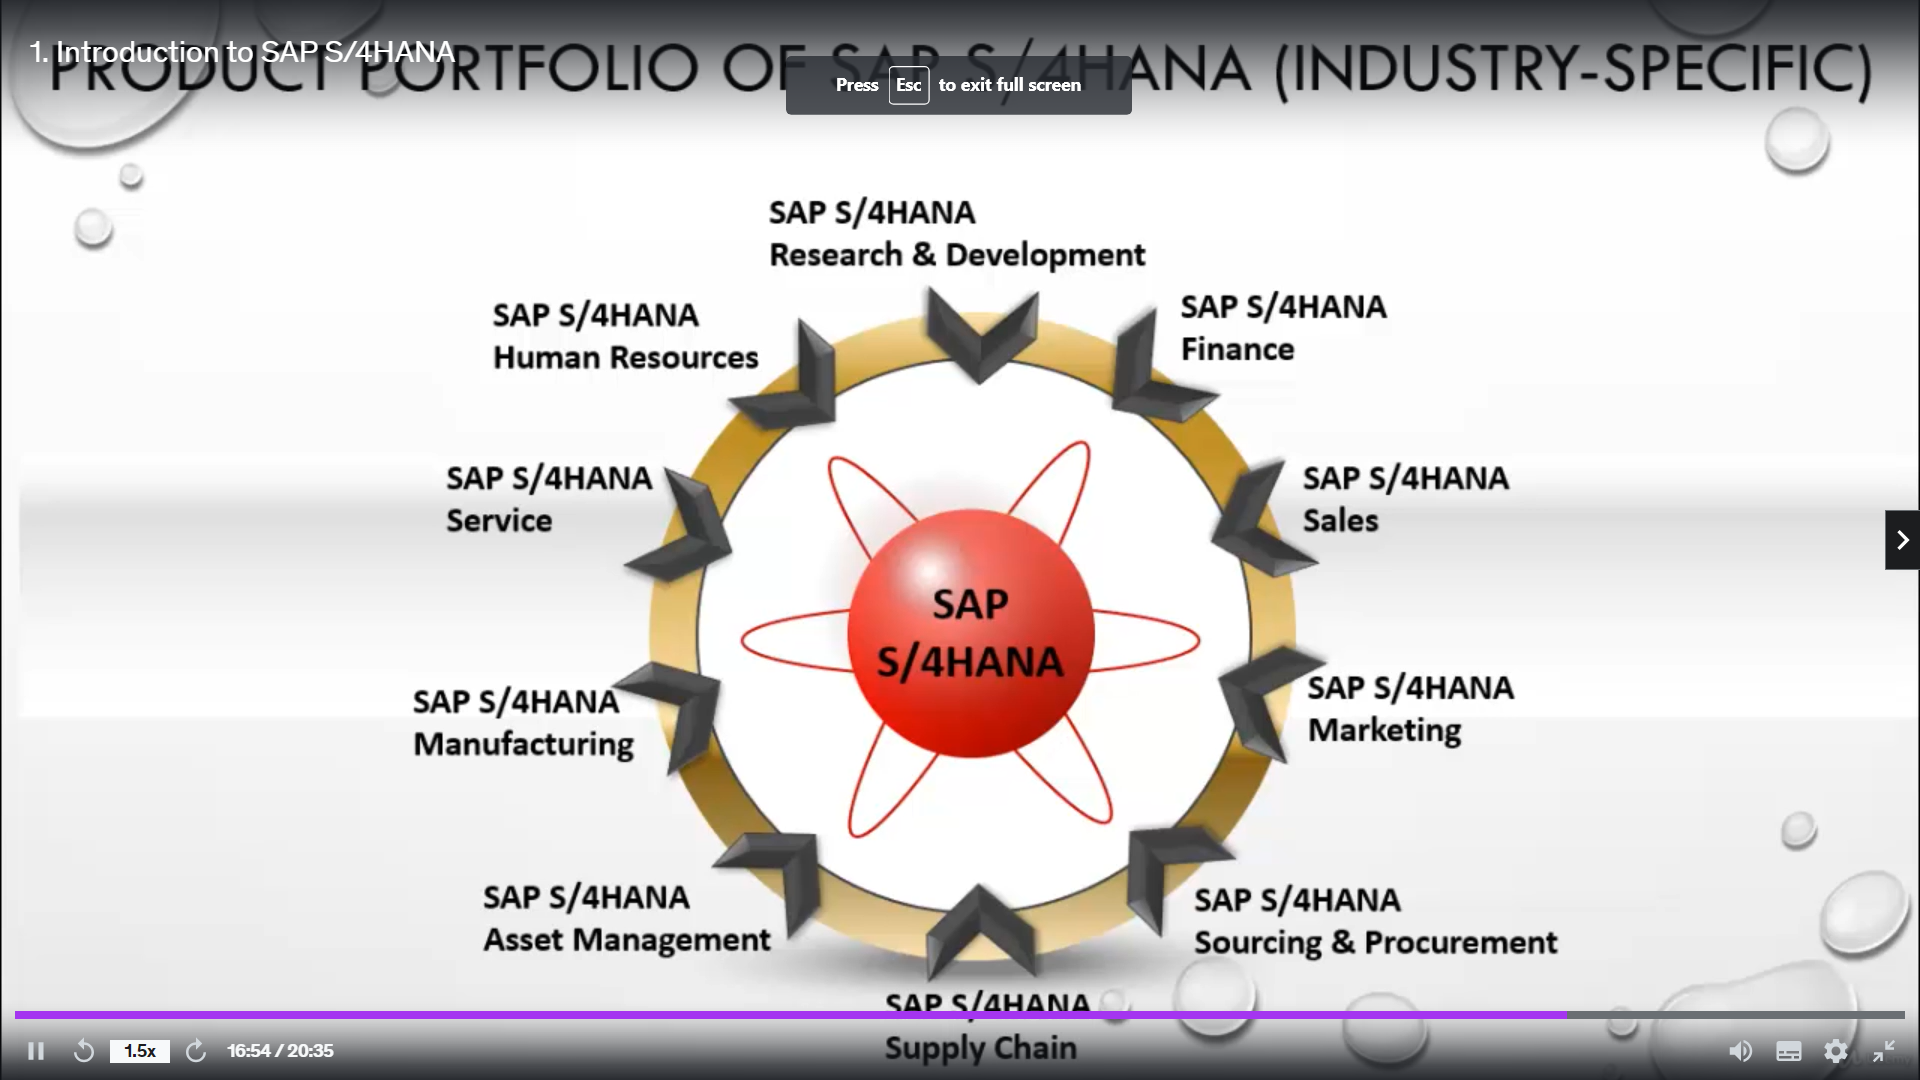 1. Introduction to SAP S/4HANA
PRODUCT PORTFOLIO OF SAP S/4HANA (INDUSTRY-SPECIFIC)
Press Esc to exit full screen
SAP S/4HANA
Research & Development
SAP S/4HANA
Human Resources
SAP S/4HANA
Finance
SAP S/4HANA
Service
SAP S/4HANA
Sales
SAP
S/4HANA
SAP S/4HANA
Manufacturing
SAP S/4HANA
Marketing
SAP S/4HANA
Asset Management
SAP S/4HANA
Sourcing & Procurement
SAP S/4HANA
Supply Chain
1.5x
16:54 / 20:35